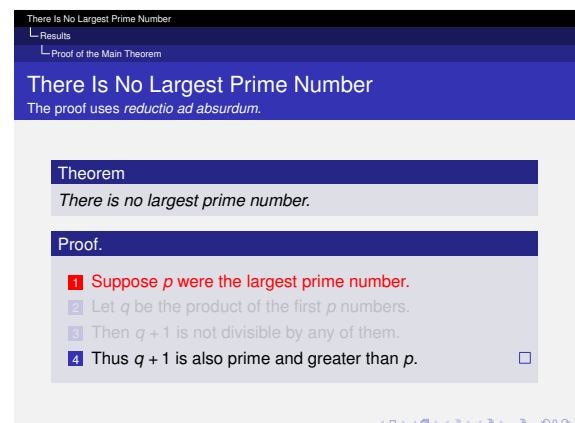 There Is No Largest Prime Number
Results
Proof of the Main Theorem
There Is No Largest Prime Number
The proof uses reductio ad absurdum.
Theorem
There is no largest prime number.
Proof.
1 Suppose p were the largest prime number.
2 Let q be the product of the first p numbers.
3 Then q + 1 is not divisible by any of them.
4 Thus q + 1 is also prime and greater than p.